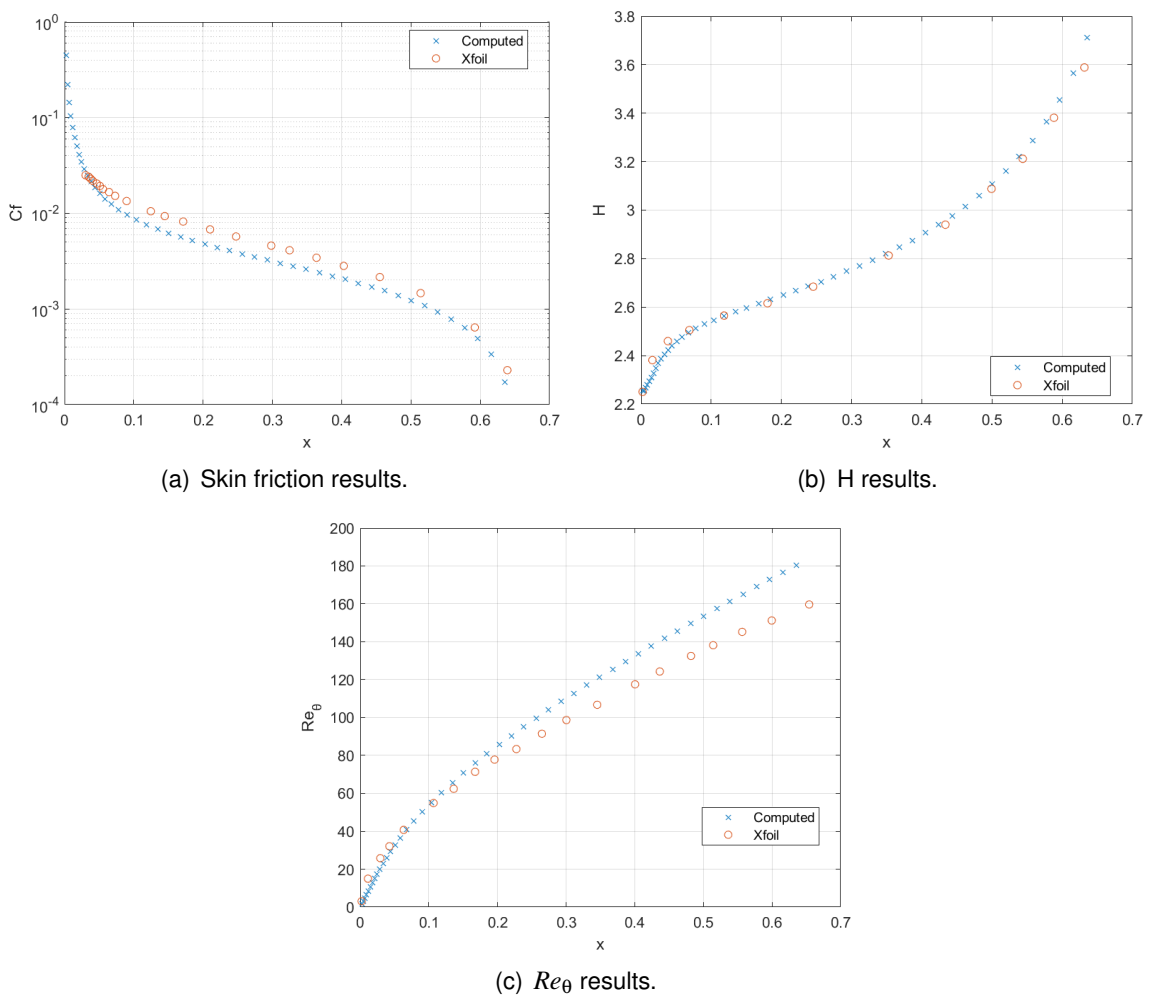 10^0
10^-1
10^-2
10^-3
10^-4
Cf
0 0.1 0.2 0.3 0.4 0.5 0.6 0.7
x
Computed
Xfoil
(a) Skin friction results.
3.8
3.6
3.4
3.2
3
2.8
2.6
2.4
2.2
H
0 0.1 0.2 0.3 0.4 0.5 0.6 0.7
x
Computed
Xfoil
(b) H results.
200
180
160
140
120
100
80
60
40
20
0
Re_θ
0 0.1 0.2 0.3 0.4 0.5 0.6 0.7
x
Computed
Xfoil
(c) Re_θ results.